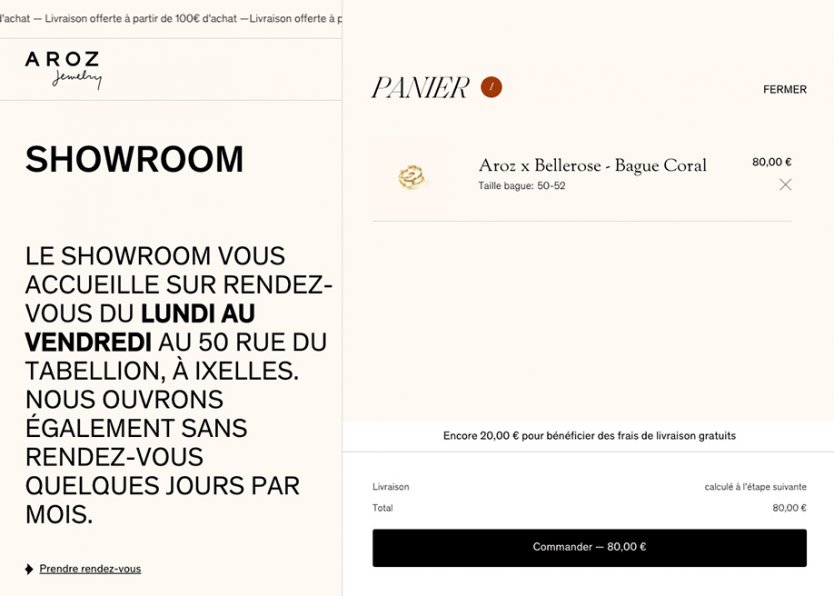 d'achat — Livraison offerte à partir de 100€ d'achat —Livraison offerte à p
AROZ
Jewelry
SHOWROOM
LE SHOWROOM VOUS
ACCUEILLE SUR RENDEZ-
VOUS DU LUNDI AU
VENDREDI AU 50 RUE DU
TABELLION, À IXELLES.
NOUS OUVRONS
ÉGALEMENT SANS
RENDEZ-VOUS
QUELQUES JOURS PAR
MOIS.
Prendre rendez-vous
PANIER /
FERMER
Aroz x Bellerose - Bague Coral
80,00 €
Taille bague: 50-52
Encore 20,00 € pour bénéficier des frais de livraison gratuits
Livraison calculé à l'étape suivante
Total 80,00 €
Commander — 80,00 €